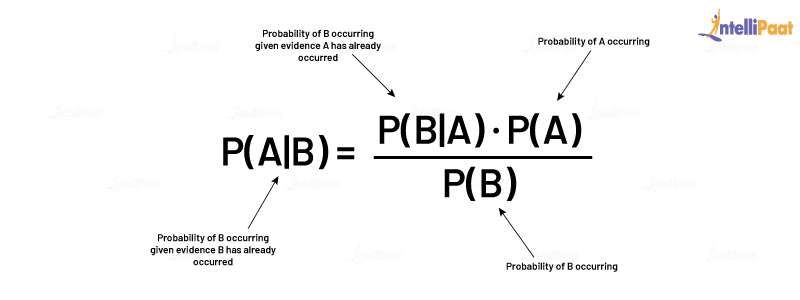 intelliPaat
Probability of B occurring
given evidence A has already
occurred
Probability of A occurring
P(A|B) = P(B|A) · P(A)
P(B)
Probability of B occurring
given evidence B has already
occurred
Probability of B occurring